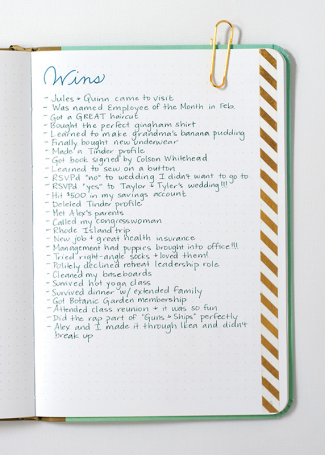 Wins
- Jules + Quinn came to visit
- Was named Employee of the Month in Feb.
- Got a GREAT haircut
- Bought the perfect gingham shirt
- Learned to make grandma's banana pudding
- Finally bought new underwear
- Made a Tinder profile
- Got book signed by Colson Whitehead
- Learned to sew on a button
- RSVPd "no" to wedding I didn't want to go to
- RSVPd "yes" to Taylor + Tyler's wedding!!!
- Hit $500 in my savings account
- Deleted Tinder profile
- Met Alex's parents
- Called my congresswoman
- Rhode Island trip
- New job + great health insurance
- Management had puppies brought into office!!!
- Tried right-angle socks + loved them!
- Politely declined retreat leadership role
- Cleaned my baseboards
- Survived hot yoga class
- Survived dinner w/ extended family
- Got Botanic Garden membership
- Attended class reunion + it was so fun
- Did the rap part of "Guns + Ships" perfectly
- Alex and I made it through Ikea and didn't
break up